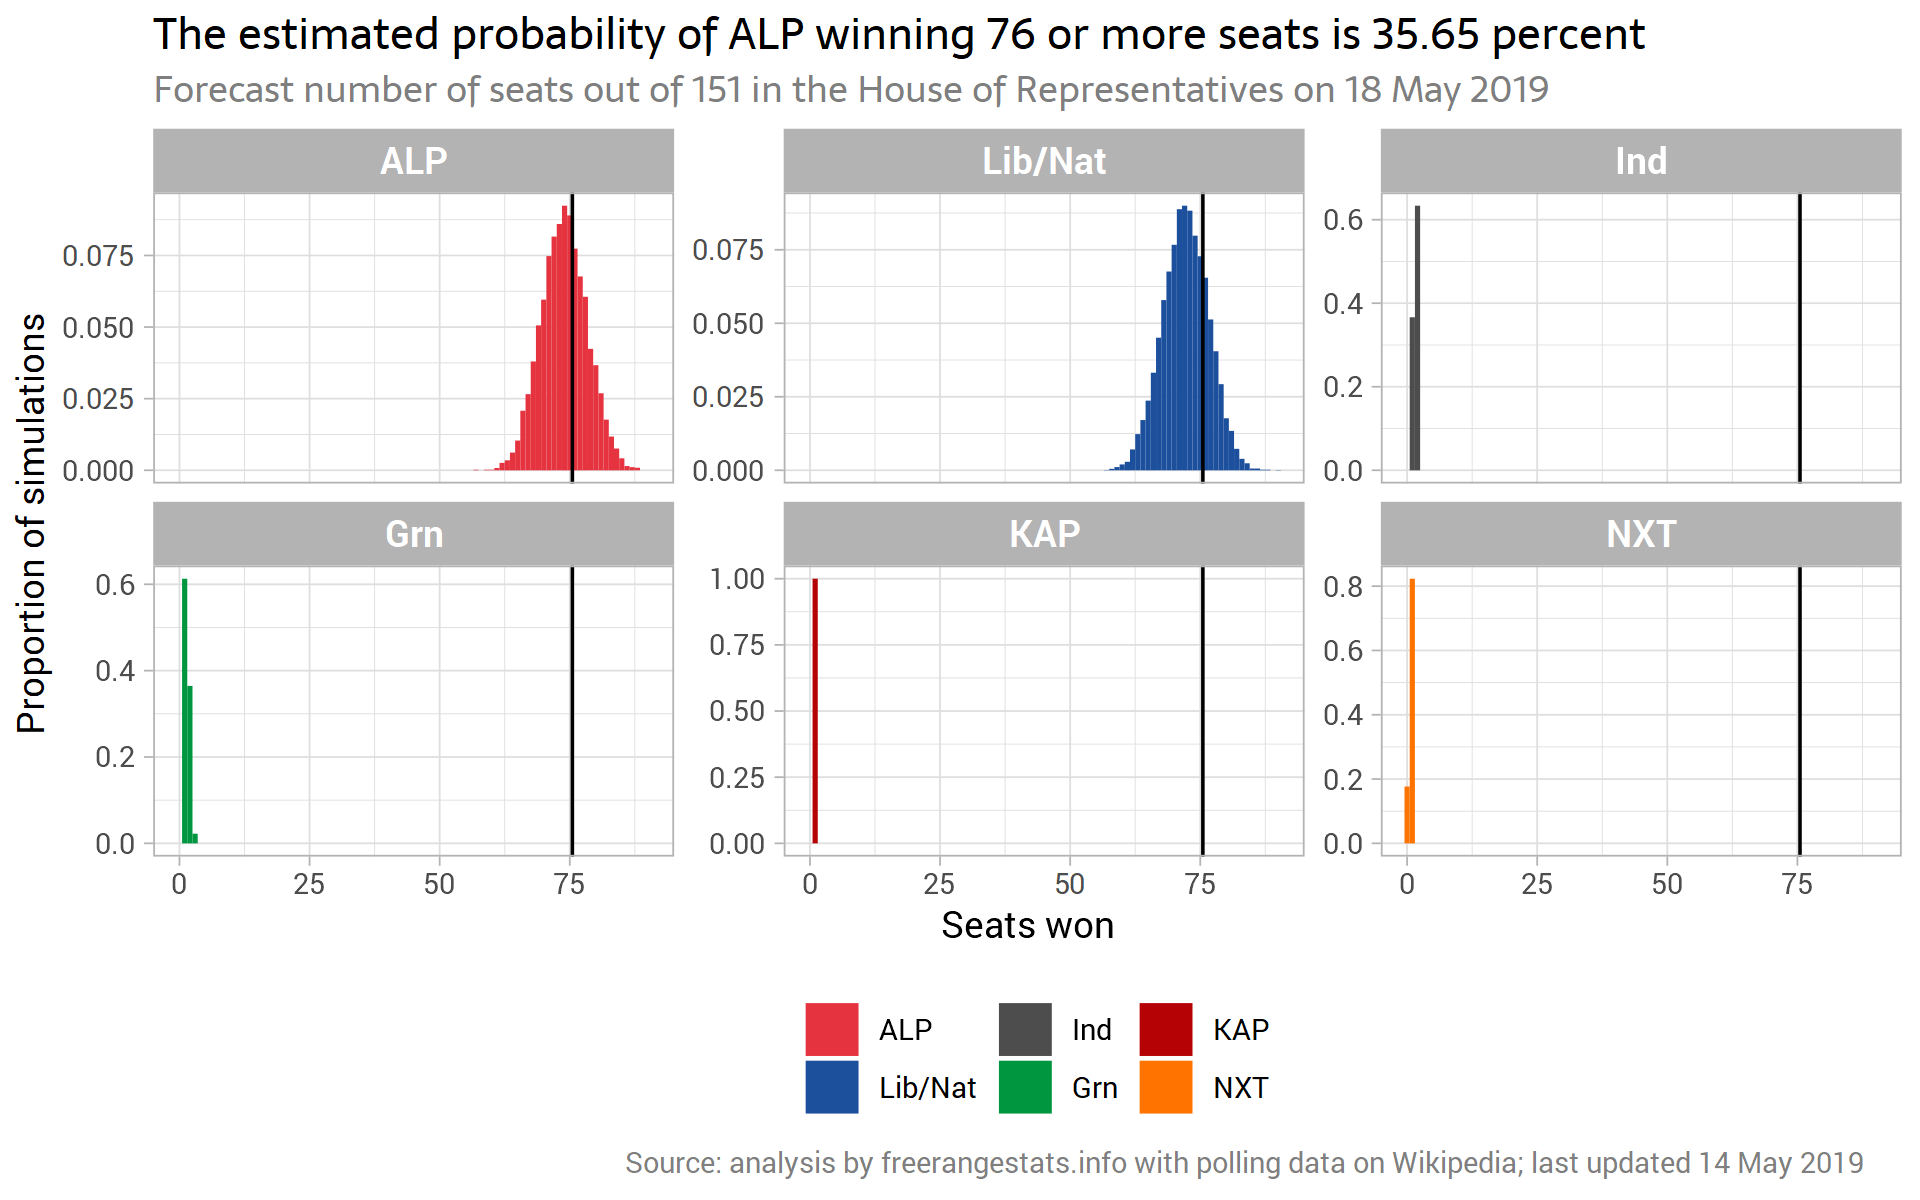 The estimated probability of ALP winning 76 or more seats is 35.65 percent
Forecast number of seats out of 151 in the House of Representatives on 18 May 2019
ALP
Lib/Nat
Ind
0.075
0.050
0.025
0.000
0.075
0.050
0.025
0.000
0.6
0.4
0.2
0.0
Proportion of simulations
Grn
KAP
NXT
0.6
0.4
0.2
0.0
1.00
0.75
0.50
0.25
0.00
0.8
0.6
0.4
0.2
0.0
0 25 50 75
0 25 50 75
0 25 50 75
Seats won
ALP
Ind
KAP
Lib/Nat
Grn
NXT
Source: analysis by freerangestats.info with polling data on Wikipedia; last updated 14 May 2019